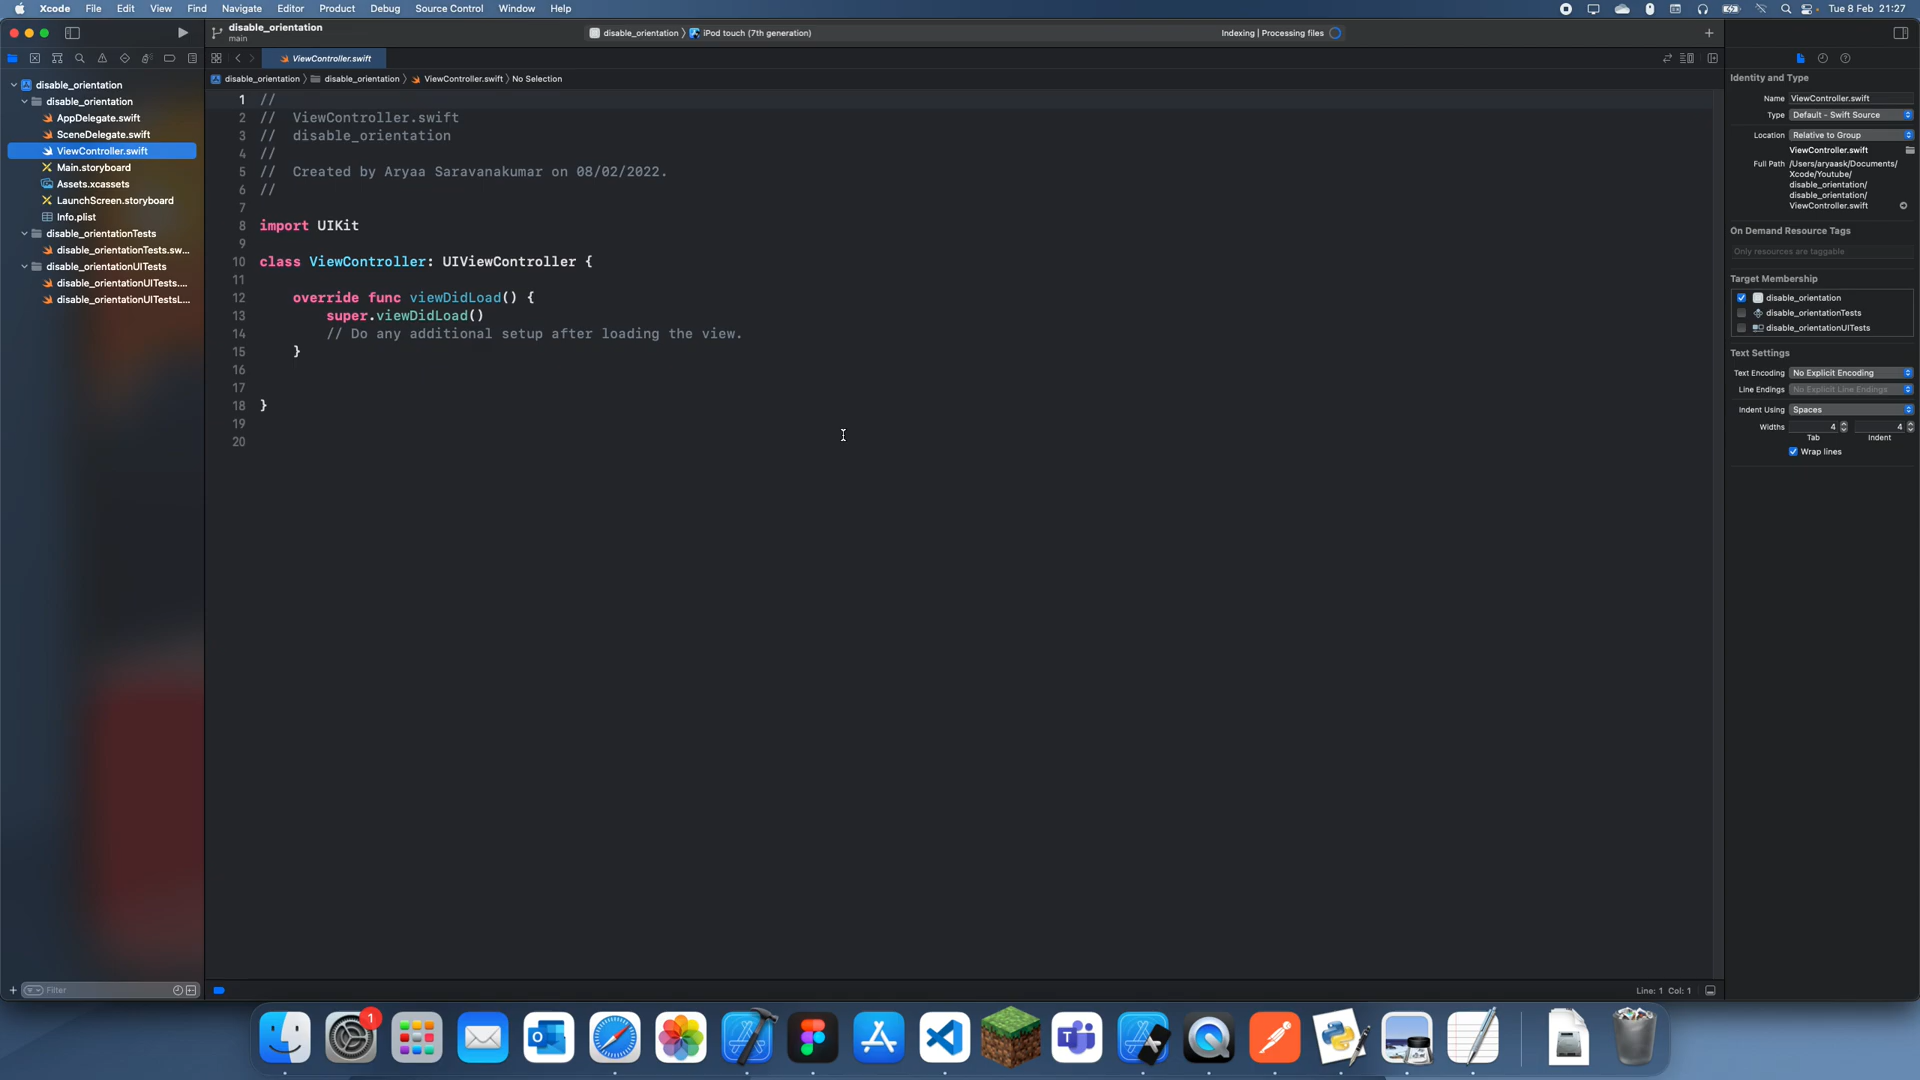 Xcode File Edit View Find Navigate Editor Product Debug Source Control Window Help Tue 8 Feb 21:27
disable_orientation
main
disable_orientation iPod touch (7th generation) Indexing | Processing files
ViewController.swift
disable_orientation disable_orientation ViewController.swift No Selection
disable_orientation
disable_orientation
AppDelegate.swift
SceneDelegate.swift
ViewController.swift
Main.storyboard
Assets.xcassets
LaunchScreen.storyboard
Info.plist
disable_orientationTests
disable_orientationTests.sw...
disable_orientationUITests
disable_orientationUITests....
disable_orientationUITestsL...
Filter
1 //
2 // ViewController.swift
3 // disable_orientation
4 //
5 // Created by Aryaa Saravanakumar on 08/02/2022.
6 //
7
8 import UIKit
9
10 class ViewController: UIViewController {
11
12 override func viewDidLoad() {
13 super.viewDidLoad()
14 // Do any additional setup after loading the view.
15 }
16
17
18 }
19
20
Line: 1 Col: 1
Identity and Type
Name ViewController.swift
Type Default - Swift Source
Location Relative to Group
ViewController.swift
Full Path /Users/aryaask/Documents/
Xcode/Youtube/
disable_orientation/
disable_orientation/
ViewController.swift
On Demand Resource Tags
Only resources are taggable
Target Membership
disable_orientation
disable_orientationTests
disable_orientationUITests
Text Settings
Text Encoding No Explicit Encoding
Line Endings No Explicit Line Endings
Indent Using Spaces
Widths 4 4
Tab Indent
Wrap lines
1